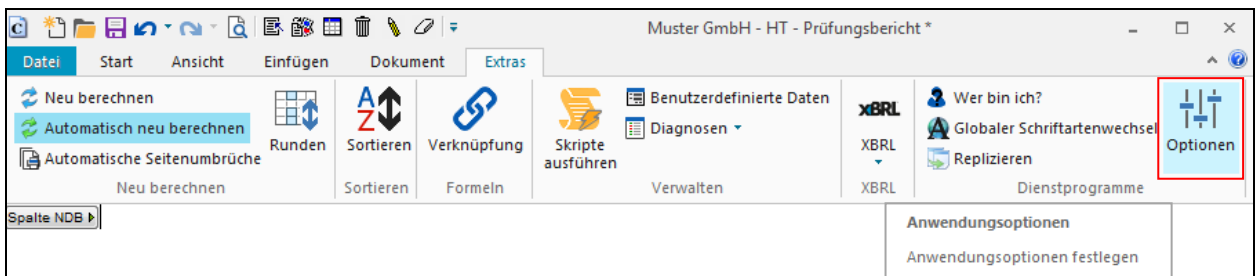 Muster GmbH - HT - Prüfungsbericht *
Datei Start Ansicht Einfügen Dokument Extras
Neu berechnen
Automatisch neu berechnen
Automatische Seitenumbrüche
Runden
Neu berechnen
Sortieren
Sortieren
Verknüpfung
Formeln
Skripte
ausführen
Benutzerdefinierte Daten
Diagnosen
Verwalten
xBRL
XBRL
XBRL
Wer bin ich?
Globaler Schriftartenwechsel
Replizieren
Optionen
Dienstprogramme
Spalte NDB
Anwendungsoptionen
Anwendungsoptionen festlegen